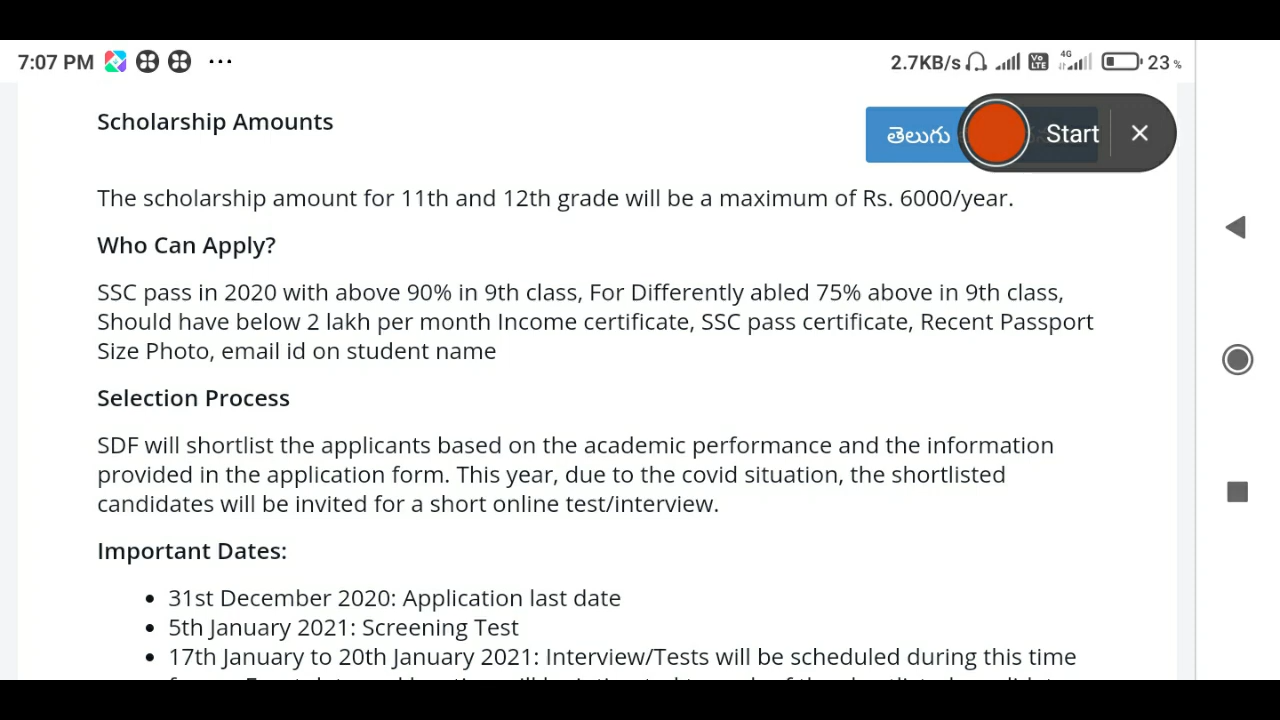 7:07 PM ... 2.7KB/s Vo LTE 4G 23 %
Scholarship Amounts
తెలుగు
Start
The scholarship amount for 11th and 12th grade will be a maximum of Rs. 6000/year.
Who Can Apply?
SSC pass in 2020 with above 90% in 9th class, For Differently abled 75% above in 9th class,
Should have below 2 lakh per month Income certificate, SSC pass certificate, Recent Passport
Size Photo, email id on student name
Selection Process
SDF will shortlist the applicants based on the academic performance and the information
provided in the application form. This year, due to the covid situation, the shortlisted
candidates will be invited for a short online test/interview.
Important Dates:
• 31st December 2020: Application last date
• 5th January 2021: Screening Test
• 17th January to 20th January 2021: Interview/Tests will be scheduled during this time